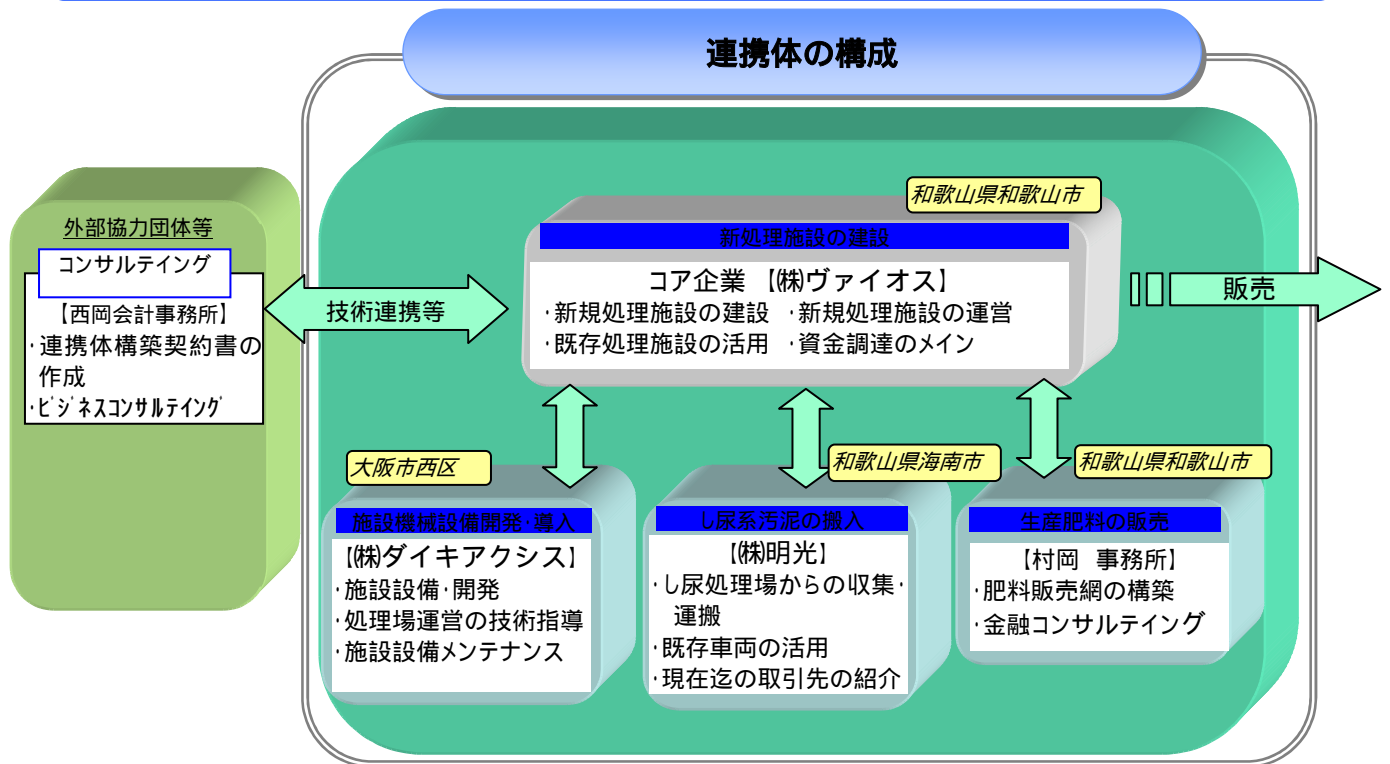 連携体の構成
外部協力団体等
コンサルテイング
【西岡会計事務所】
・連携体構築契約書の
作成
・ﾋﾞｼﾞﾈｽｺﾝｻﾙﾃｲﾝｸﾞ
技術連携等
和歌山県和歌山市
新処理施設の建設
コア企業 【㈱ヴァイオス】
・新規処理施設の建設 ・新規処理施設の運営
・既存処理施設の活用 ・資金調達のメイン
販売
大阪市西区
施設機械設備開発・導入
【㈱ダイキアクシス】
・施設設備・開発
・処理場運営の技術指導
・施設設備メンテナンス
和歌山県海南市
し尿系汚泥の搬入
【㈱明光】
・し尿処理場からの収集・
運搬
・既存車両の活用
・現在迄の取引先の紹介
和歌山県和歌山市
生産肥料の販売
【村岡 事務所】
・肥料販売網の構築
・金融コンサルテイング